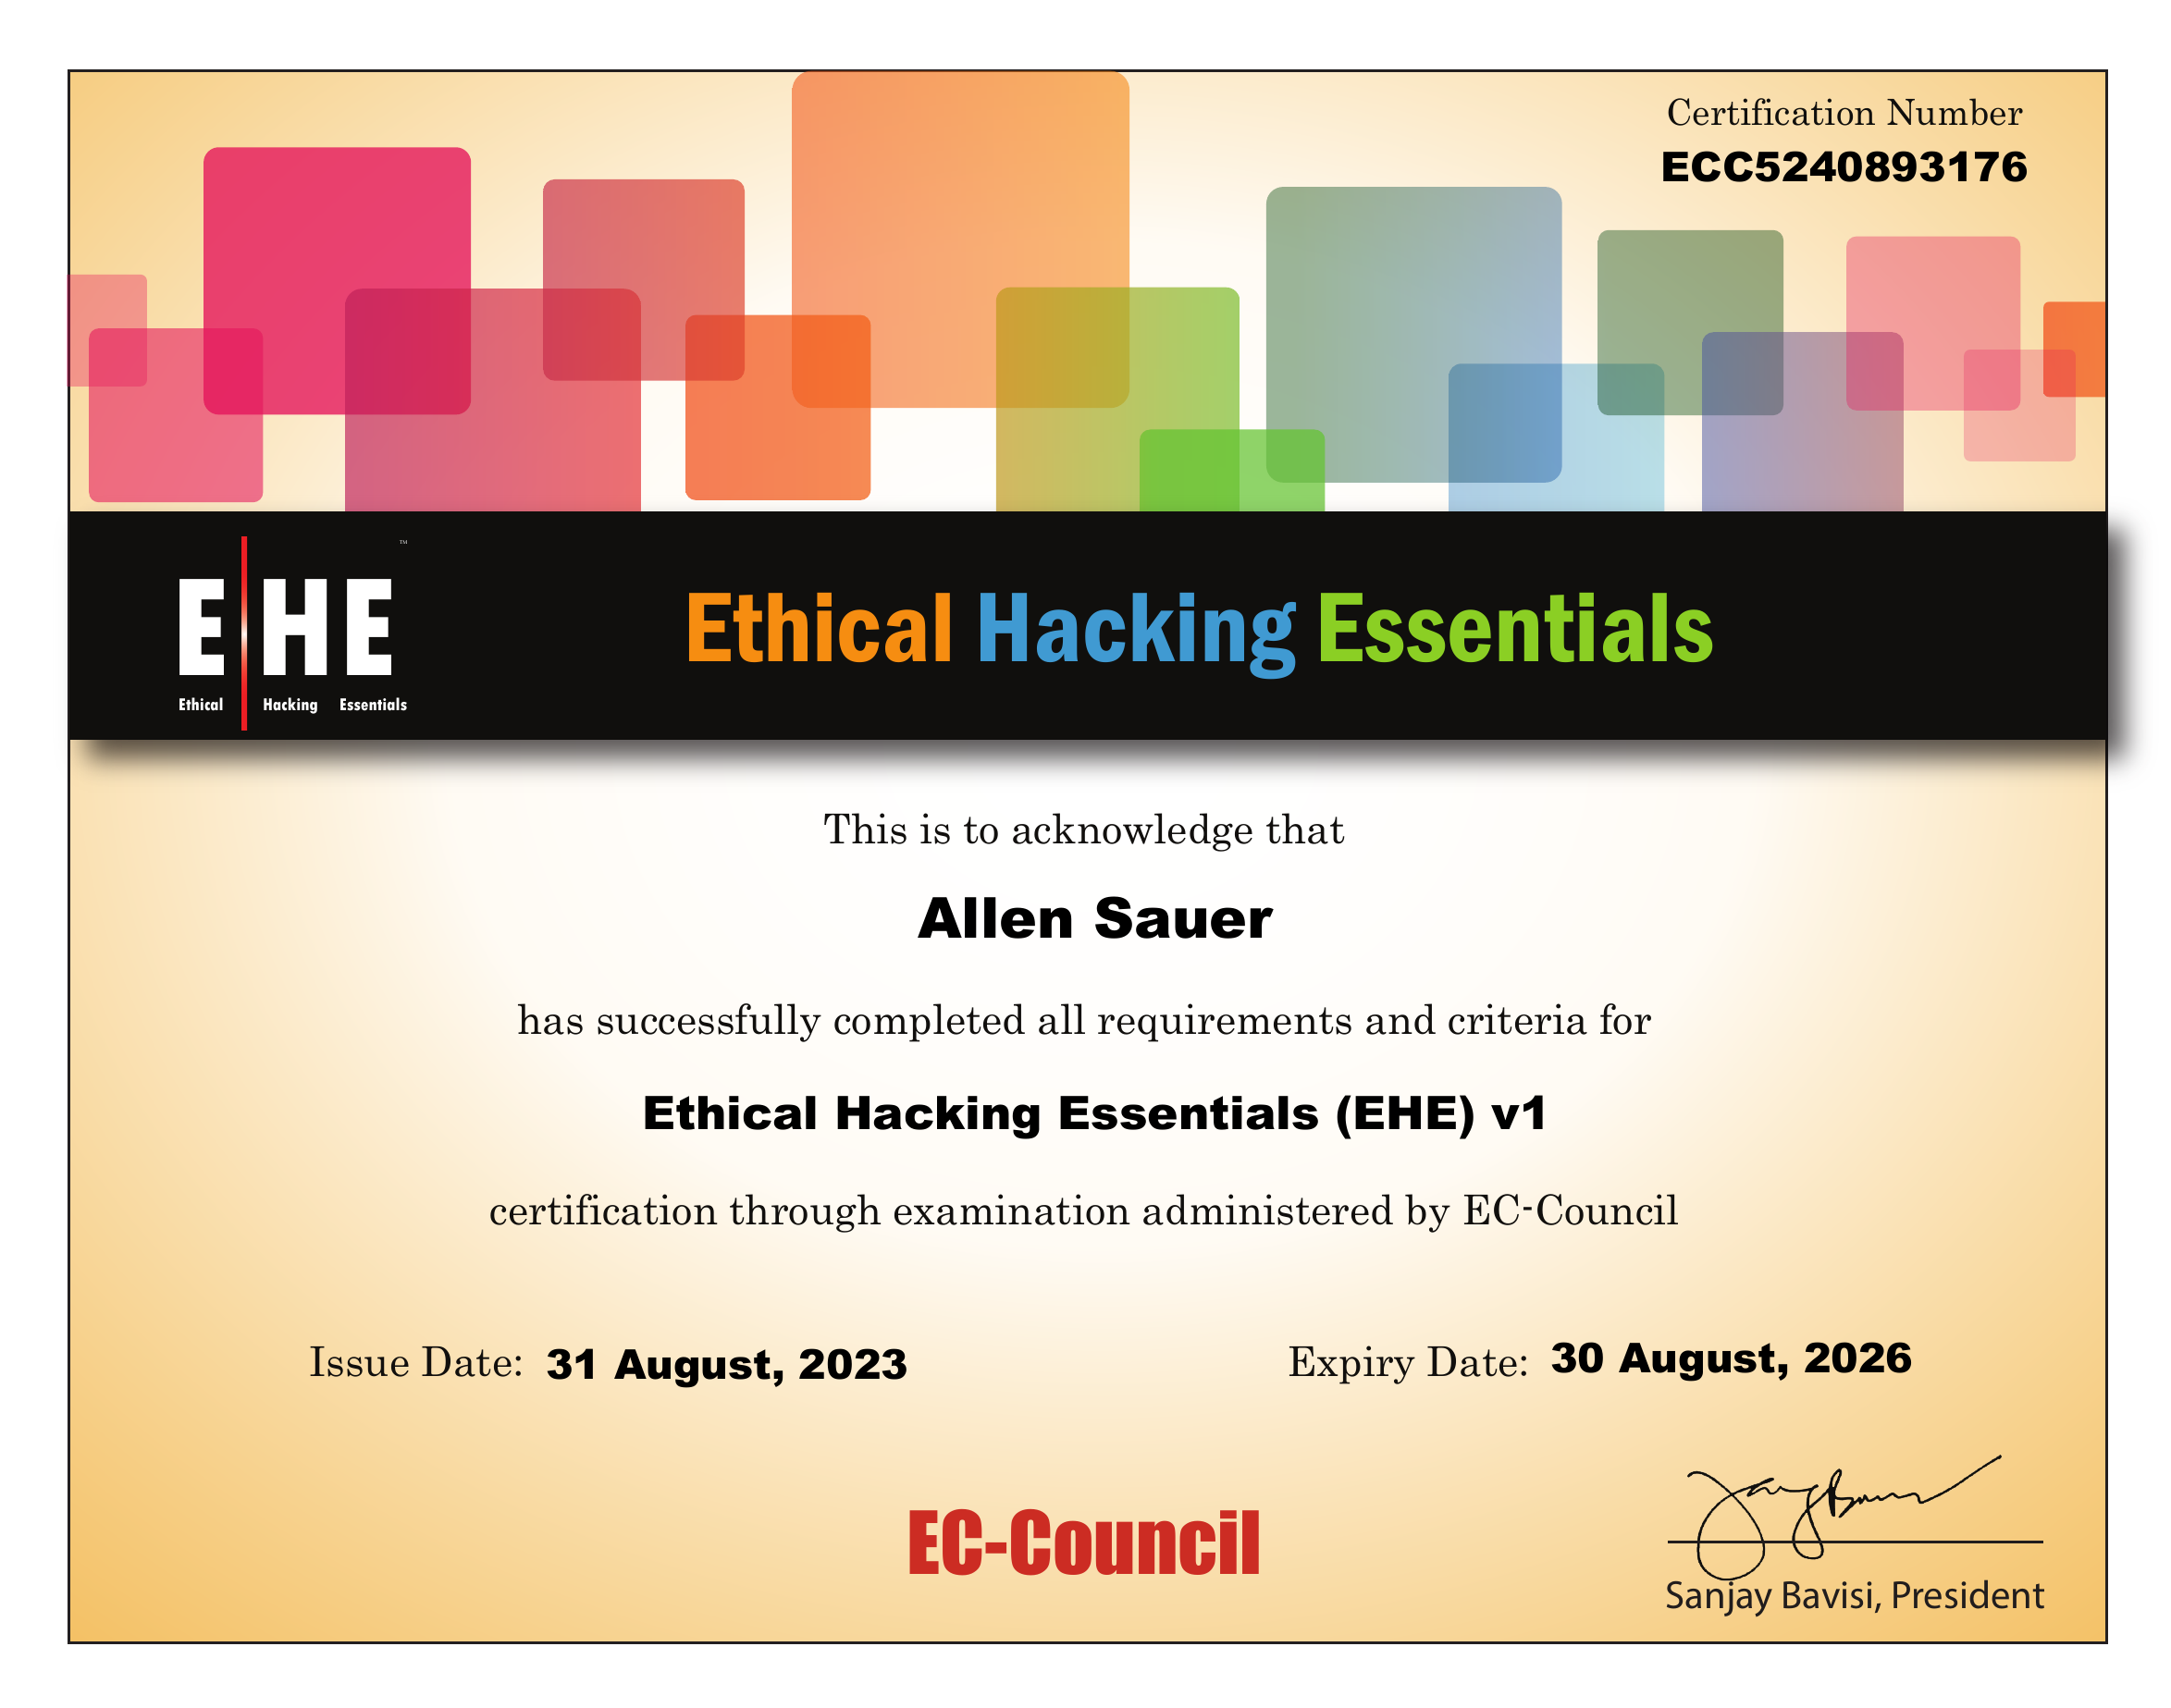 Certification Number
ECC5240893176
E HE ™
Ethical Hacking Essentials
Ethical Hacking Essentials
This is to acknowledge that
Allen Sauer
has successfully completed all requirements and criteria for
Ethical Hacking Essentials (EHE) v1
certification through examination administered by EC-Council
Issue Date: 31 August, 2023 Expiry Date: 30 August, 2026
EC-Council
Sanjay Bavisi, President